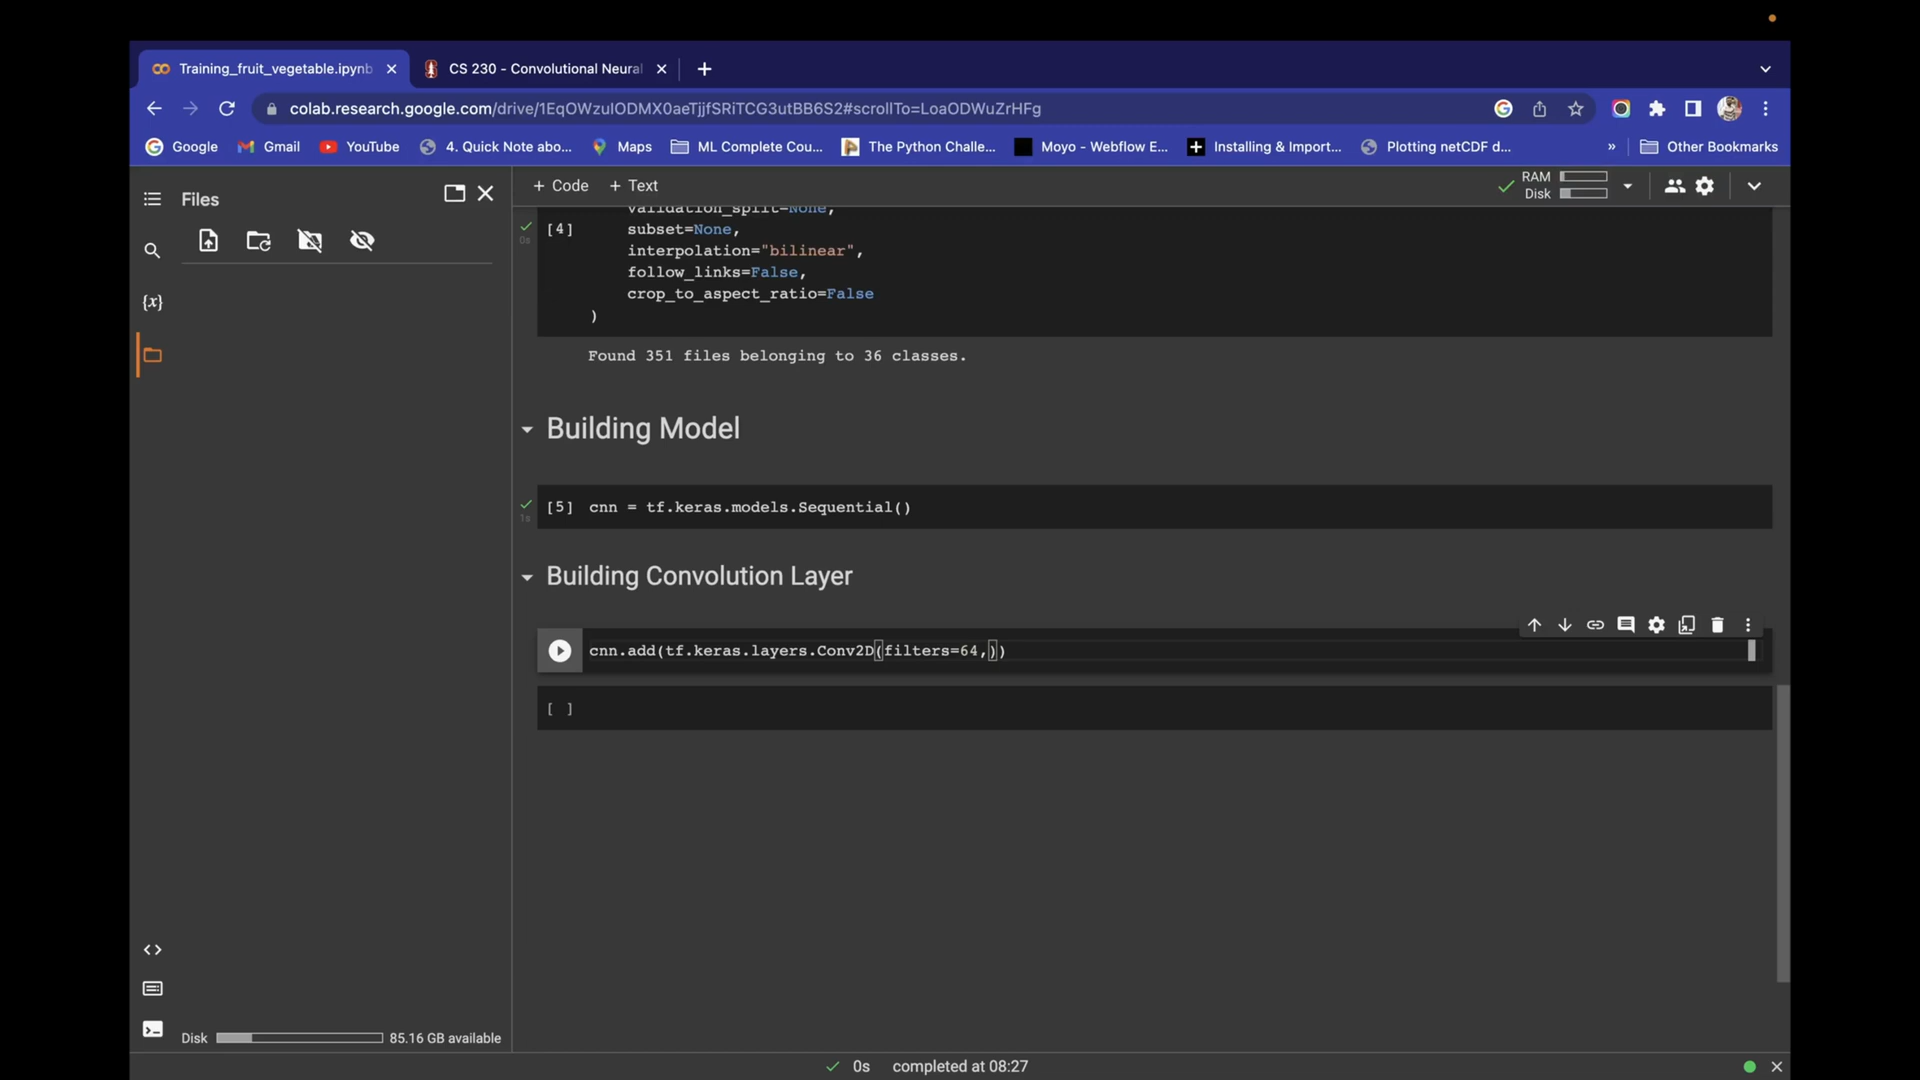 Training_fruit_vegetable.ipynb
CS 230 - Convolutional Neural
colab.research.google.com/drive/1EqOWzuIODMX0aeTjjfSRiTCG3utBB6S2#scrollTo=LoaODWuZrHFg
Google
Gmail
YouTube
4. Quick Note abo...
Maps
ML Complete Cou...
The Python Challe...
Moyo - Webflow E...
Installing & Import...
Plotting netCDF d...
»
Other Bookmarks
Files
+ Code
+ Text
RAM
Disk
validation_split=None,
[4]
0s
subset=None,
interpolation="bilinear",
follow_links=False,
crop_to_aspect_ratio=False
)
Found 351 files belonging to 36 classes.
Building Model
[5] cnn = tf.keras.models.Sequential()
1s
Building Convolution Layer
cnn.add(tf.keras.layers.Conv2D(filters=64,))
[ ]
{x}
Disk
85.16 GB available
0s
completed at 08:27